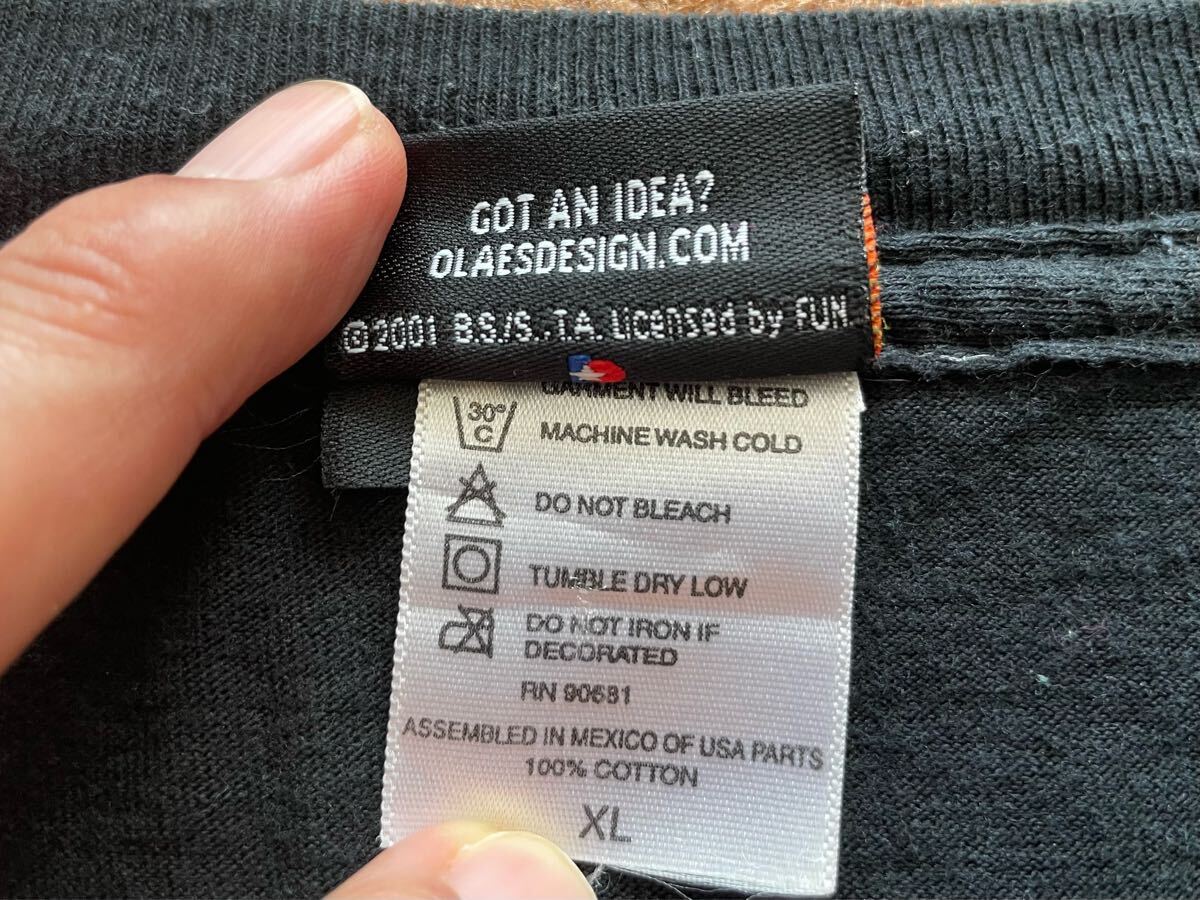 GOT AN IDEA?
OLAESDESIGN.COM
©2001 B.S./S..T.A. Licensed by FUN
GARMENT WILL BLEED
30°
C
MACHINE WASH COLD
DO NOT BLEACH
TUMBLE DRY LOW
DO NOT IRON IF
DECORATED
RN 90681
ASSEMBLED IN MEXICO OF USA PARTS
100% COTTON
XL